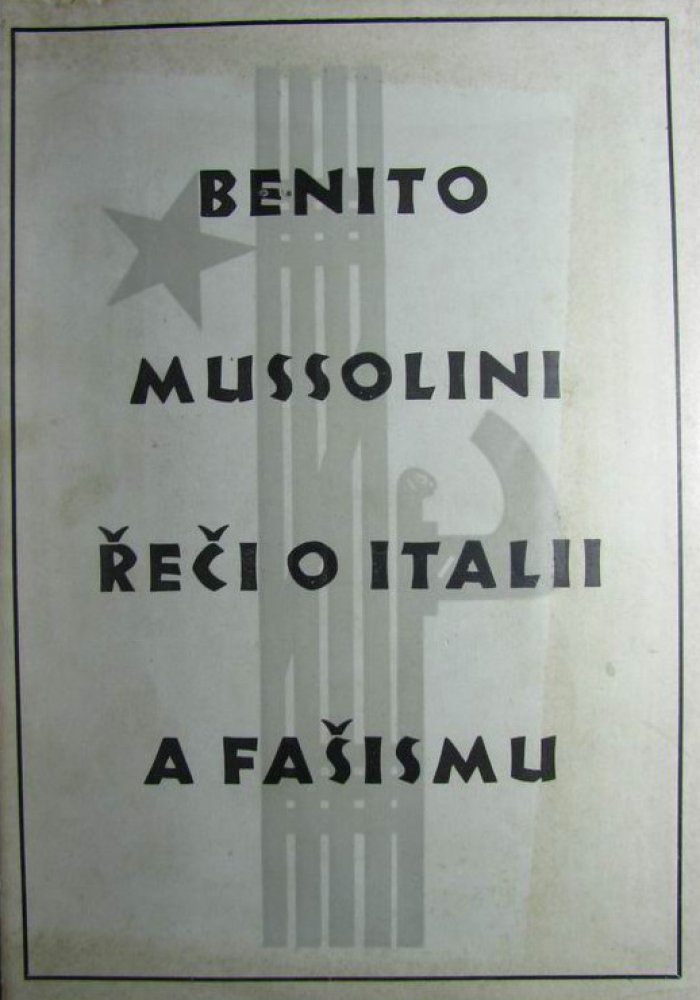 BENITO
MUSSOLINI
ŘEČI O ITALII
A FAŠISMU